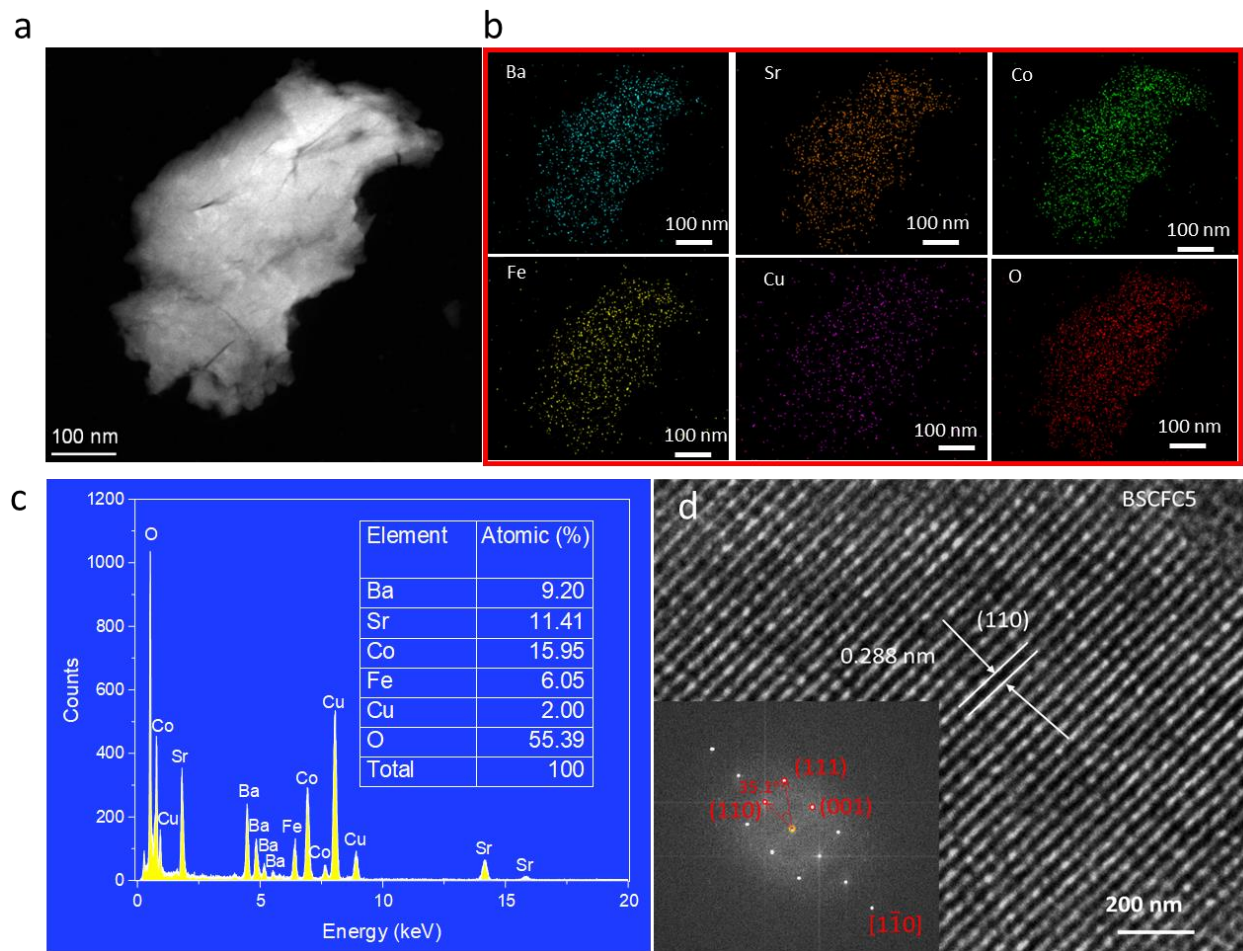 a
100 nm
b
Ba
100 nm
Sr
100 nm
Co
100 nm
Fe
100 nm
Cu
100 nm
O
100 nm
c
1200
1000
800
600
400
200
0
Counts
0
5
10
15
20
Energy (keV)
O
Co
Cu
Sr
Ba
Ba
Ba
Ba
Fe
Co
Co
Cu
Cu
Sr
Sr
Element Atomic (%)
Ba 9.20
Sr 11.41
Co 15.95
Fe 6.05
Cu 2.00
O 55.39
Total 100
d
BSCFC5
(110)
0.288 nm
(111)
35.1°
(110)
(001)
[11̄0]
200 nm